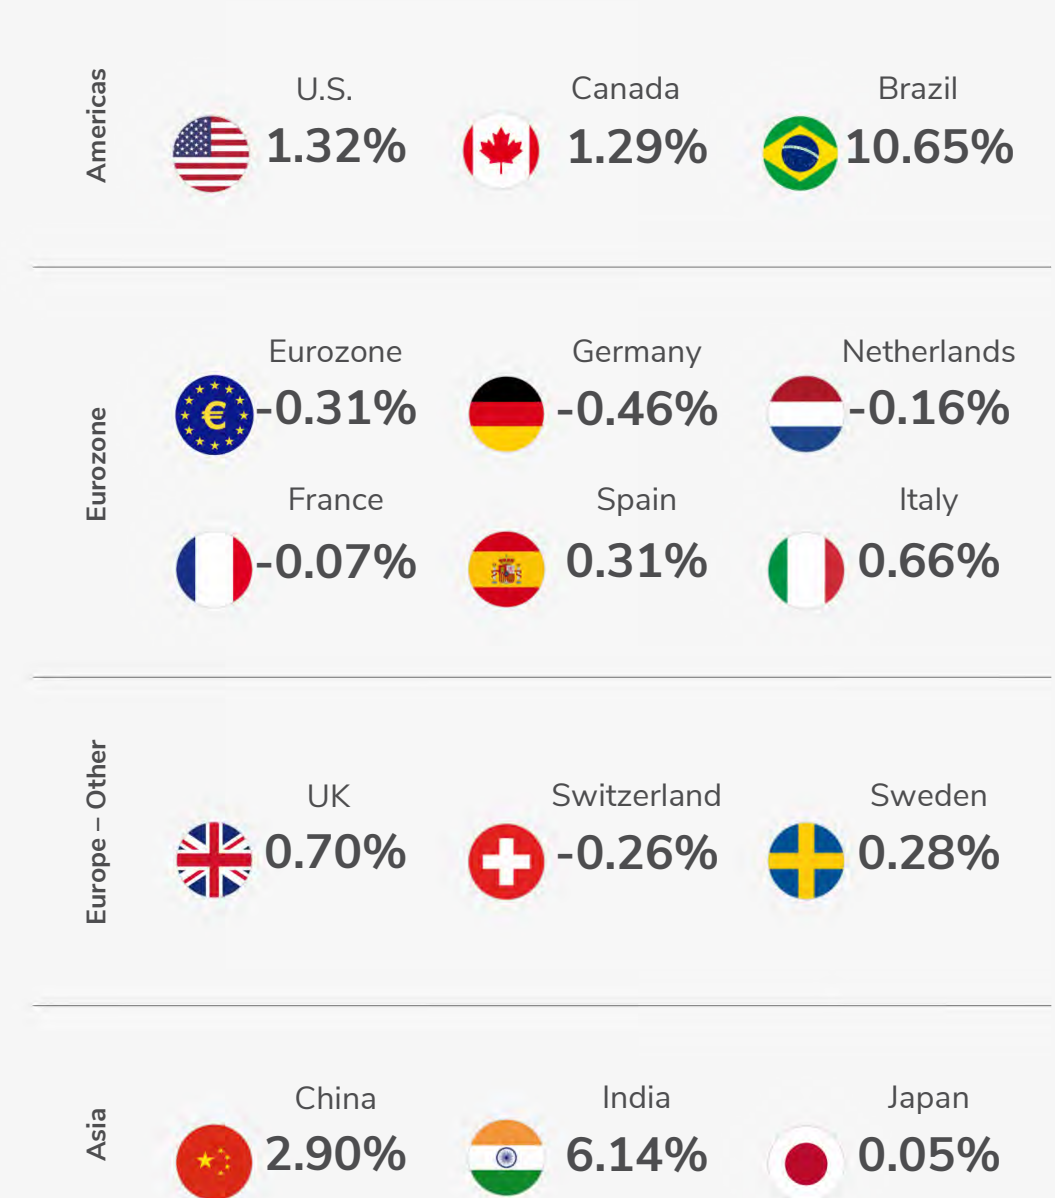 Americas
U.S. Canada Brazil
1.32% 1.29% 10.65%
Eurozone
Eurozone Germany Netherlands
€ -0.31% -0.46% -0.16%
France Spain Italy
-0.07% 0.31% 0.66%
Europe – Other
UK Switzerland Sweden
0.70% -0.26% 0.28%
Asia
China India Japan
2.90% 6.14% 0.05%